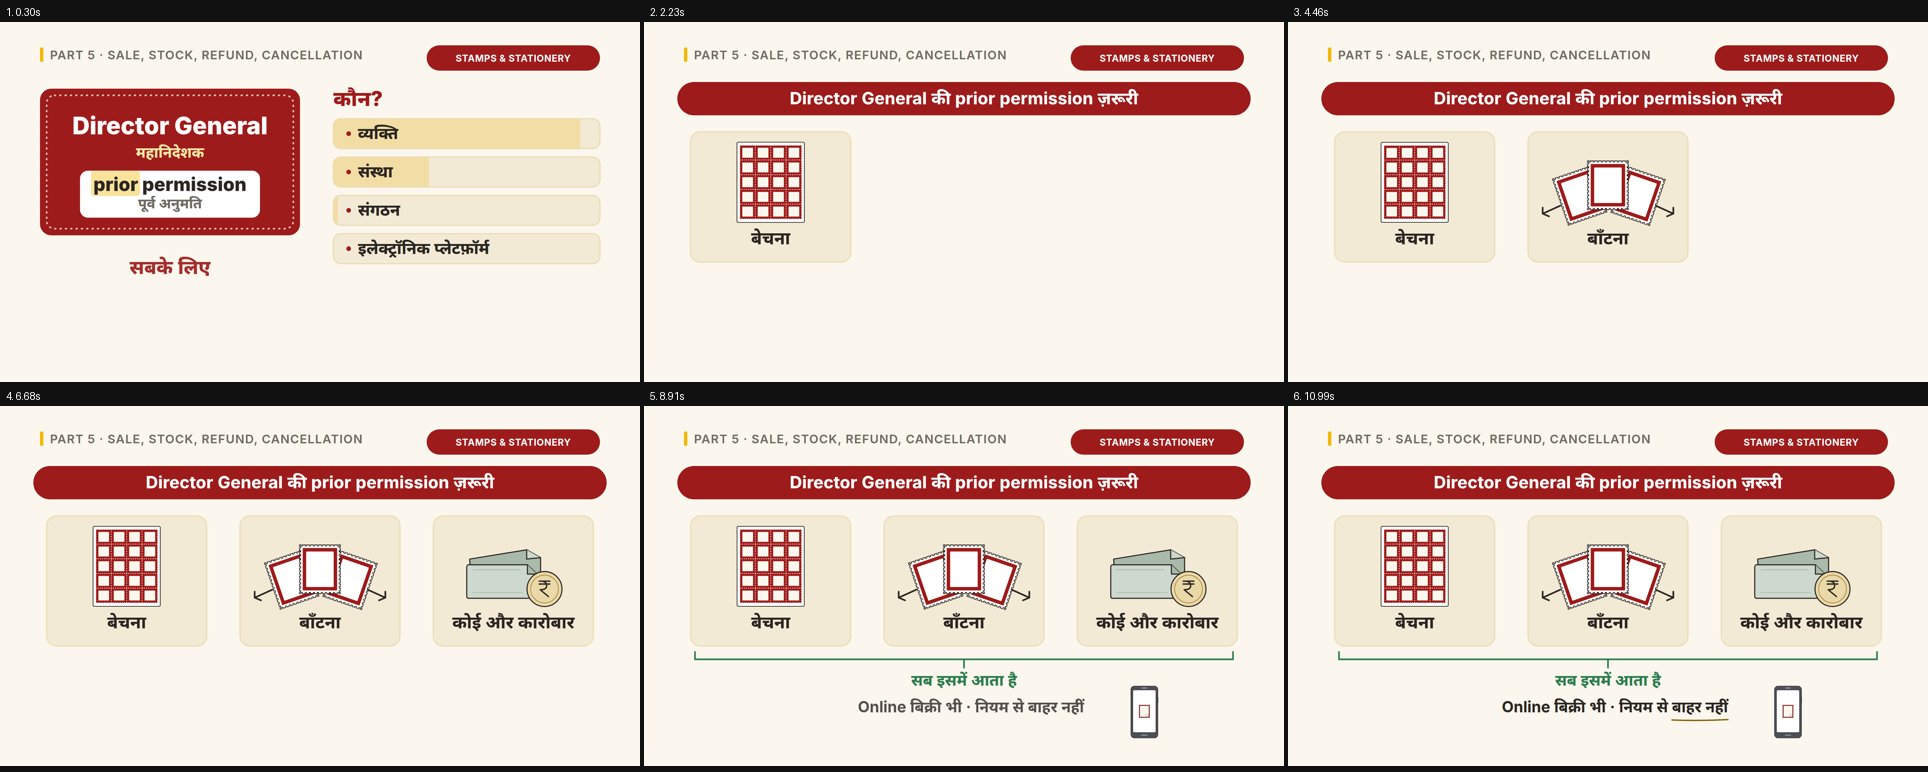 1. 0.30s
PART 5 · SALE, STOCK, REFUND, CANCELLATION
STAMPS & STATIONERY
Director General
महानिदेशक
prior permission
पूर्व अनुमति
सबके लिए
कौन?
• व्यक्ति
• संस्था
• संगठन
• इलेक्ट्रॉनिक प्लेटफ़ॉर्म
2. 2.23s
PART 5 · SALE, STOCK, REFUND, CANCELLATION
STAMPS & STATIONERY
Director General की prior permission ज़रूरी
बेचना
3. 4.46s
PART 5 · SALE, STOCK, REFUND, CANCELLATION
STAMPS & STATIONERY
Director General की prior permission ज़रूरी
बेचना
बाँटना
4. 6.68s
PART 5 · SALE, STOCK, REFUND, CANCELLATION
STAMPS & STATIONERY
Director General की prior permission ज़रूरी
बेचना
बाँटना
₹
कोई और कारोबार
5. 8.91s
PART 5 · SALE, STOCK, REFUND, CANCELLATION
STAMPS & STATIONERY
Director General की prior permission ज़रूरी
बेचना
बाँटना
₹
कोई और कारोबार
सब इसमें आता है
Online बिक्री भी · नियम से बाहर नहीं
6. 10.99s
PART 5 · SALE, STOCK, REFUND, CANCELLATION
STAMPS & STATIONERY
Director General की prior permission ज़रूरी
बेचना
बाँटना
₹
कोई और कारोबार
सब इसमें आता है
Online बिक्री भी · नियम से बाहर नहीं